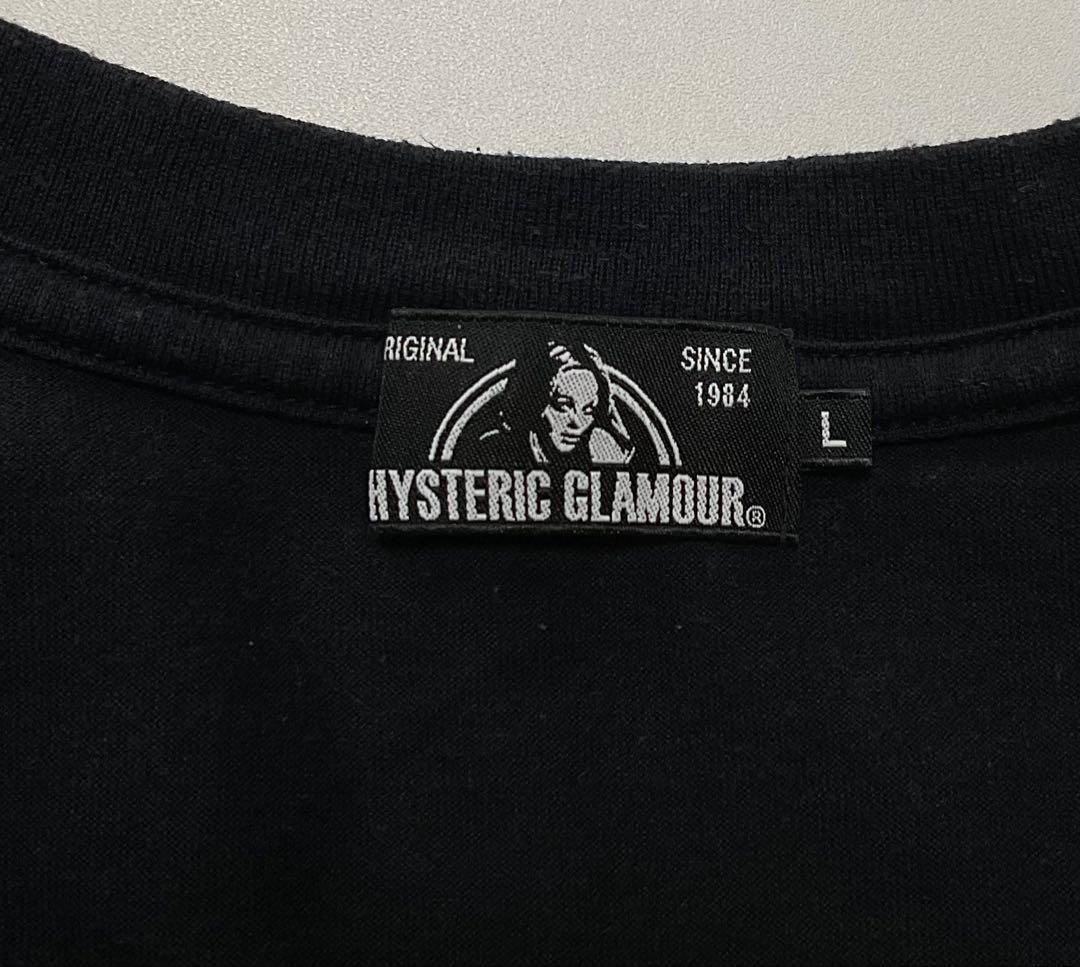 RIGINAL
SINCE
1984
HYSTERIC GLAMOUR®
L